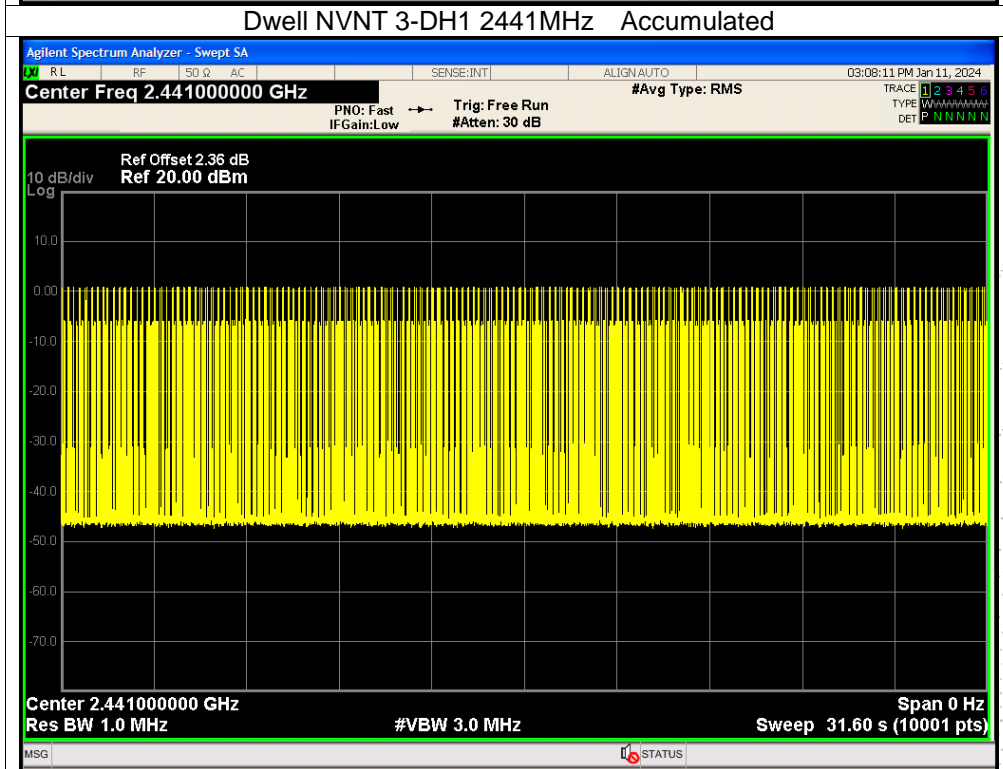 Dwell NVNT 3-DH1 2441MHz Accumulated
Agilent Spectrum Analyzer - Swept SA
LXI RL RF 50 Ω AC SENSE:INT ALIGN AUTO 03:08:11 PM Jan 11, 2024
Center Freq 2.441000000 GHz #Avg Type: RMS TRACE 1 2 3 4 5 6
PNO: Fast Trig: Free Run TYPE WWWWWW
IFGain:Low #Atten: 30 dB DET P N N N N N
Ref Offset 2.36 dB
10 dB/div Ref 20.00 dBm
Log
10.0
0.00
-10.0
-20.0
-30.0
-40.0
-50.0
-60.0
-70.0
Center 2.441000000 GHz Span 0 Hz
Res BW 1.0 MHz #VBW 3.0 MHz Sweep 31.60 s (10001 pts)
MSG STATUS